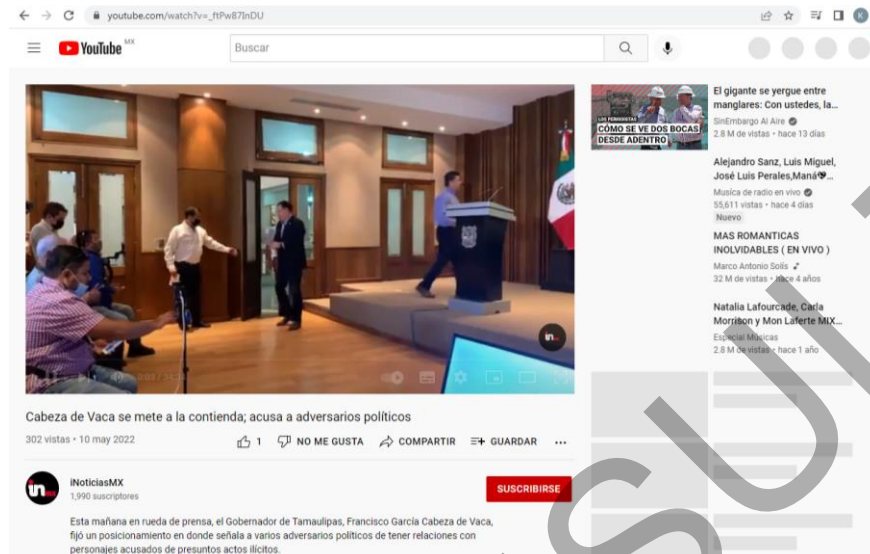 youtube.com/watch?v=_ftPw87InDU
K
YouTube MX
Buscar
in
0:03 /
Cabeza de Vaca se mete a la contienda; acusa a adversarios políticos
302 vistas • 10 may 2022
1 NO ME GUSTA COMPARTIR GUARDAR ...
in
iNoticiasMX
1,990 suscriptores
SUSCRIBIRSE
Esta mañana en rueda de prensa, el Gobernador de Tamaulipas, Francisco García Cabeza de Vaca,
fijó un posicionamiento en donde señala a varios adversarios políticos de tener relaciones con
personajes acusados de presuntos actos ilícitos.
LOS PERIODISTAS
CÓMO SE VE DOS BOCAS
DESDE ADENTRO
El gigante se yergue entre
manglares: Con ustedes, la...
SinEmbargo Al Aire
2.8 M de vistas • hace 13 días
Alejandro Sanz, Luis Miguel,
José Luis Perales,Maná💖...
Musíca de radio en vivo
55,611 vistas • hace 4 días
Nuevo
MAS ROMANTICAS
INOLVIDABLES ( EN VIVO )
Marco Antonio Solís
32 M de vistas • hace 4 años
Natalia Lafourcade, Carla
Morrison y Mon Laferte MIX...
Especial Músicas
2.8 M de vistas • hace 1 año
SU